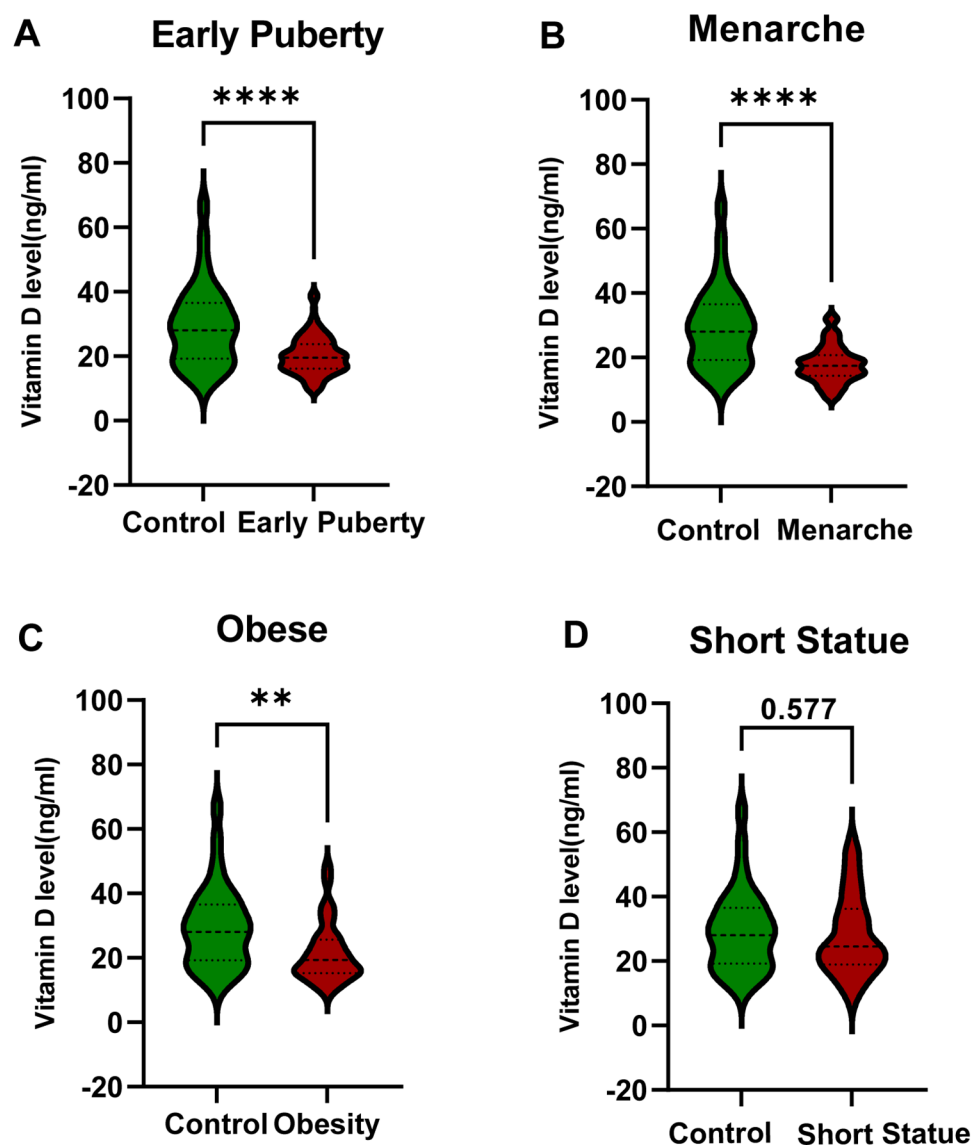 A
Early Puberty
****
Vitamin D level(ng/ml)
100
80
60
40
20
0
-20
Control
Early Puberty
B
Menarche
****
Vitamin D level(ng/ml)
100
80
60
40
20
0
-20
Control
Menarche
C
Obese
**
Vitamin D level(ng/ml)
100
80
60
40
20
0
-20
Control
Obesity
D
Short Statue
0.577
Vitamin D level(ng/ml)
100
80
60
40
20
0
-20
Control
Short Statue